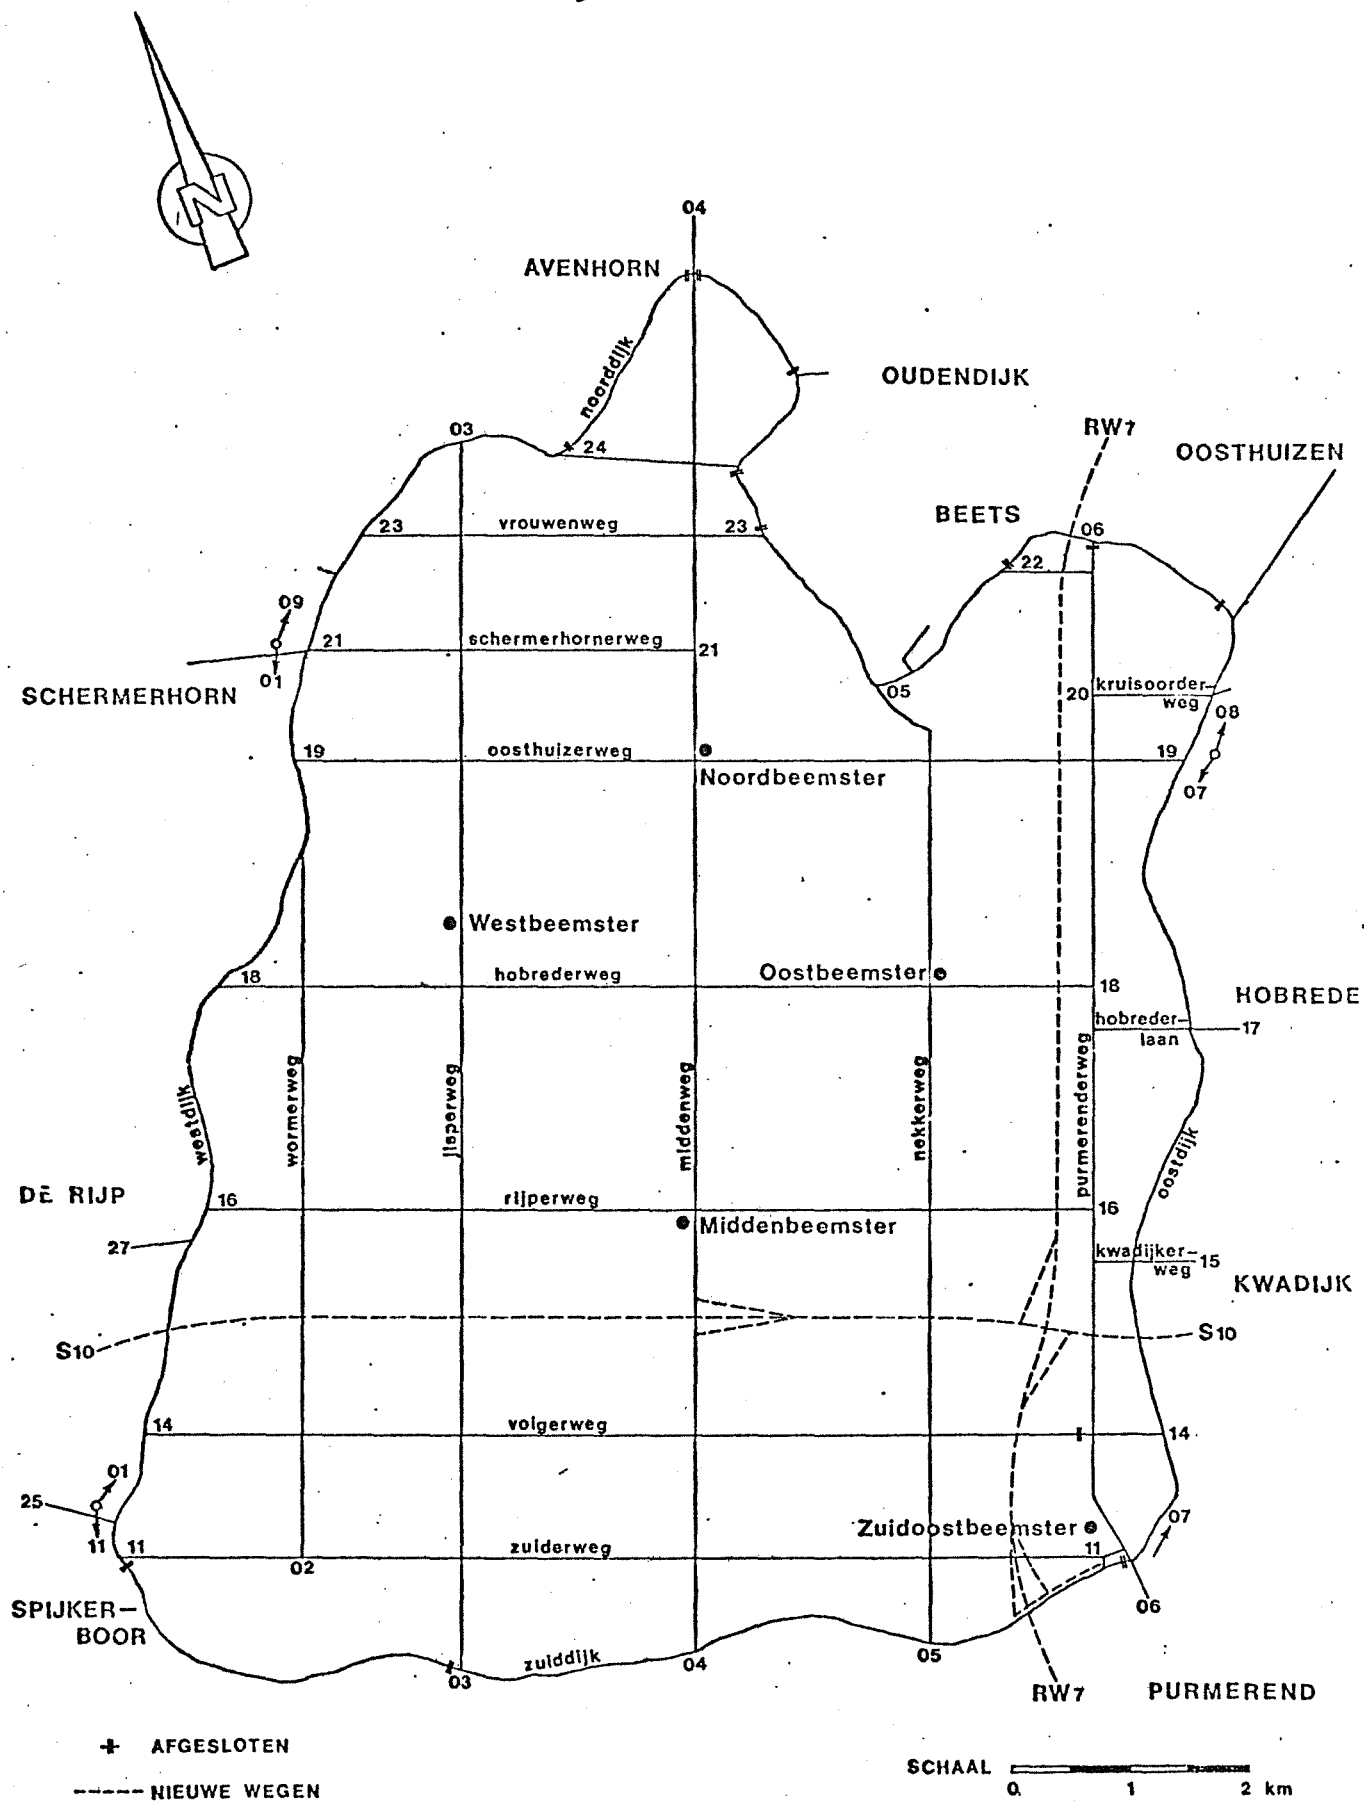 N
04
AVENHORN
noorddijk
OUDENDIJK
RW7
OOSTHUIZEN
03
24
BEETS
06
23 vrouwenweg 23
22
09
21 schermerhornerweg 21
01
SCHERMERHORN
05
20 kruisoorder-
weg
08
19 oosthuizerweg 19
Noordbeemster
07
Westbeemster
18 hobrederweg Oostbeemster 18
HOBREDE
hobreder-
laan 17
westdijk
wormerweg
jisperweg
middenweg
nekkerweg
purmerenderweg
oostdijk
DE RIJP
16 rijperweg 16
Middenbeemster
27
kwadijker-
weg 15
KWADIJK
S10 S10
14 volgerweg 14
01
25
11
11 zuiderweg 11
Zuidoostbeemster
07
02
06
SPIJKER-
BOOR
zuiddijk
03
04
05
RW7
PURMEREND
AFGESLOTEN
NIEUWE WEGEN
SCHAAL
0 1 2 km